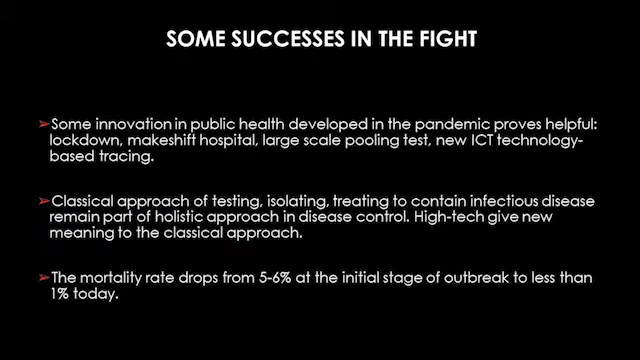 SOME SUCCESSES IN THE FIGHT
➢Some innovation in public health developed in the pandemic proves helpful:
lockdown, makeshift hospital, large scale pooling test, new ICT technology-
based tracing.
➢Classical approach of testing, isolating, treating to contain infectious disease
remain part of holistic approach in disease control. High-tech give new
meaning to the classical approach.
➢The mortality rate drops from 5-6% at the initial stage of outbreak to less than
1% today.